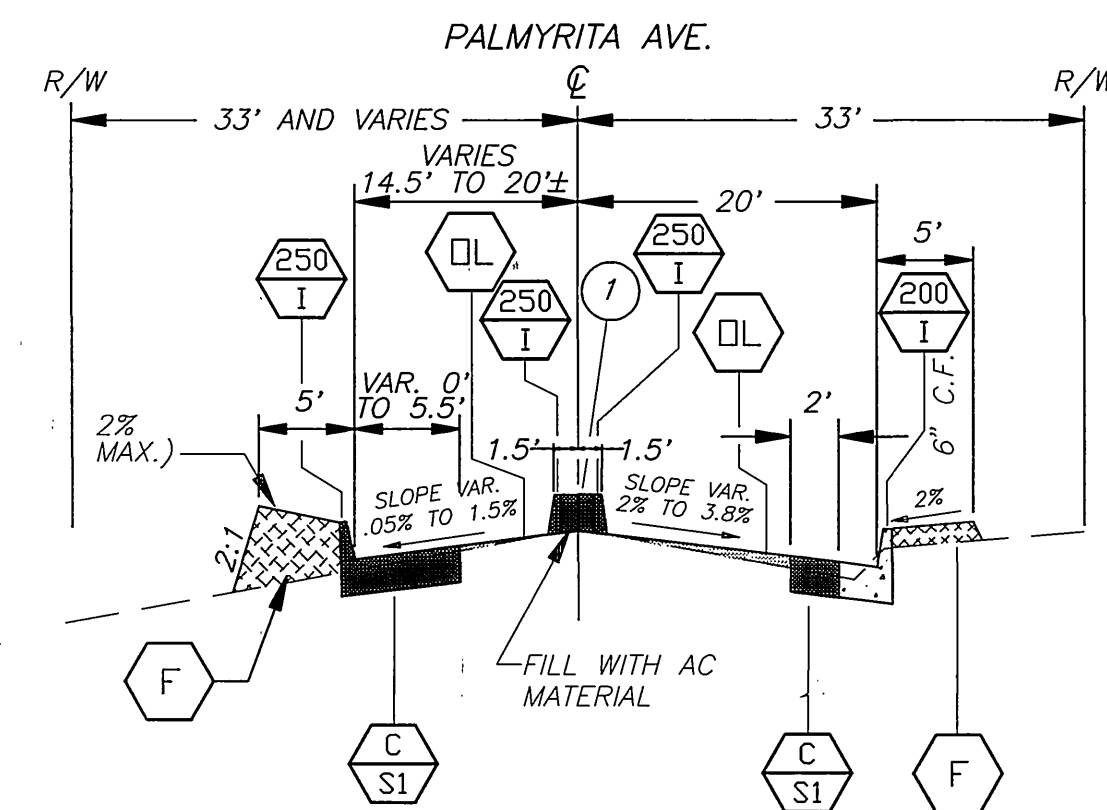 PALMYRITA AVE.
R/W
℄
R/W
33' AND VARIES
33'
VARIES
14.5' TO 20'±
20'
5'
250
I
OL
250
I
1
250
I
OL
200
I
6" C.F.
5'
VAR. 0'
TO 5.5'
2'
2%
MAX.)
1.5'
1.5'
SLOPE VAR.
.05% TO 1.5%
SLOPE VAR.
2% TO 3.8%
2%
2:1
FILL WITH AC
MATERIAL
F
C
S1
C
S1
F